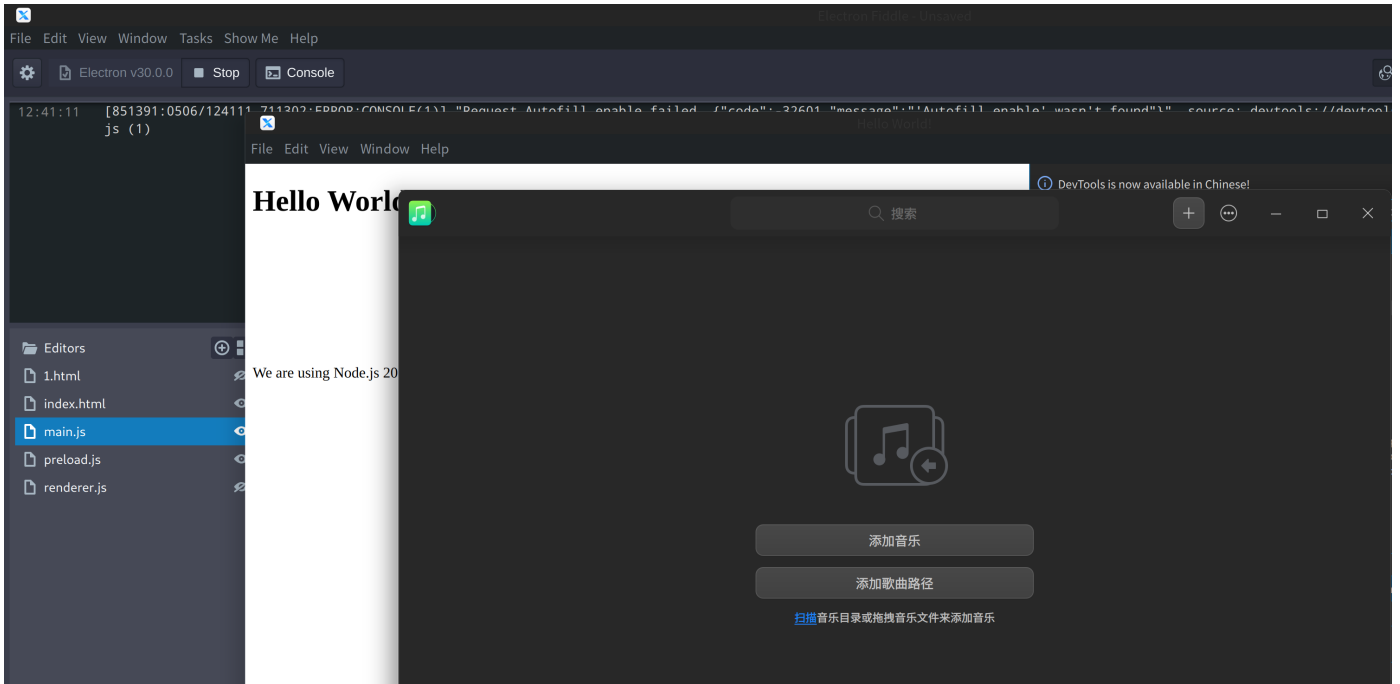 Electron Fiddle - Unsaved
File Edit View Window Tasks Show Me Help
Electron v30.0.0 Stop Console
12:41:11 [851391:0506/124111.711302:ERROR:CONSOLE(1)] "Request Autofill.enable failed. {"code":-32601,"message":"'Autofill.enable' wasn't found"}", source: devtools://devtool
js (1)
Hello World!
File Edit View Window Help
DevTools is now available in Chinese!
Hello World
搜索
We are using Node.js 20
Editors
1.html
index.html
main.js
preload.js
renderer.js
添加音乐
添加歌曲路径
扫描音乐目录或拖拽音乐文件来添加音乐